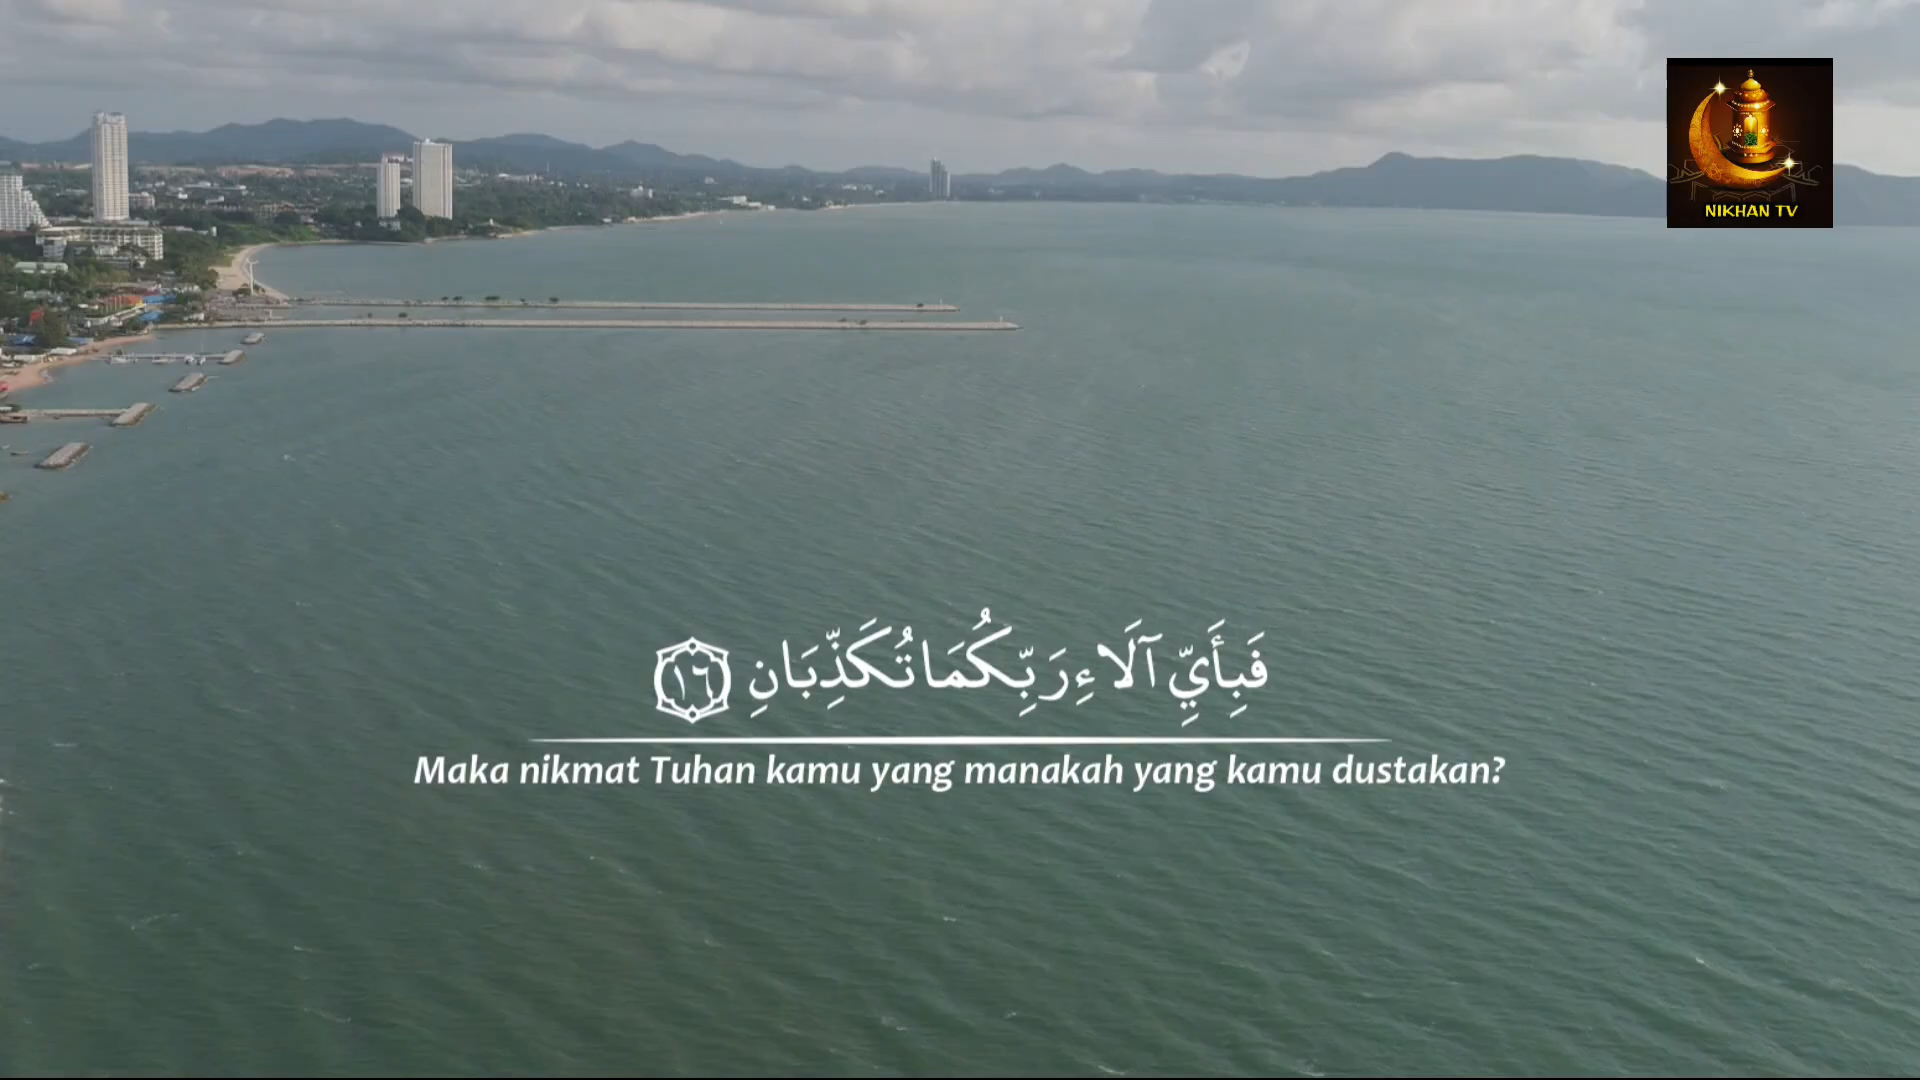 NIKHAN TV
فَبِأَيِّ آلَاءِ رَبِّكُمَا تُكَذِّبَانِ ١٦
Maka nikmat Tuhan kamu yang manakah yang kamu dustakan?